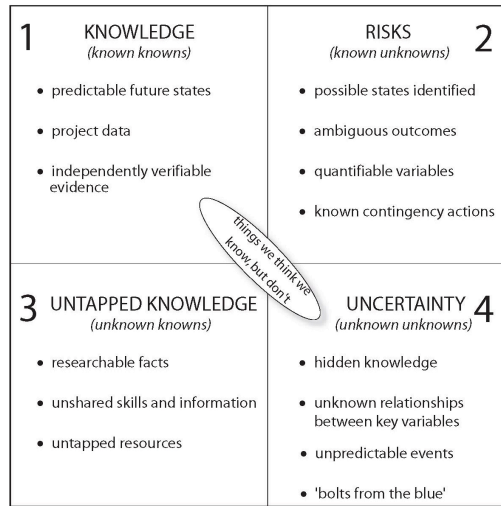 1 KNOWLEDGE
(known knowns)
• predictable future states
• project data
• independently verifiable
evidence
RISKS 2
(known unknowns)
• possible states identified
• ambiguous outcomes
• quantifiable variables
• known contingency actions
things we think we
know, but don't
3 UNTAPPED KNOWLEDGE
(unknown knowns)
• researchable facts
• unshared skills and information
• untapped resources
UNCERTAINTY 4
(unknown unknowns)
• hidden knowledge
• unknown relationships
between key variables
• unpredictable events
• 'bolts from the blue'